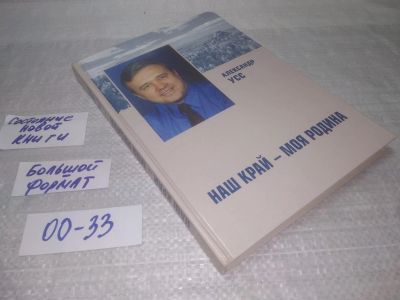 Состояние
новой
книги
Большой
формат
00-33
АЛЕКСАНДР
УСС
НАШ КРАЙ – МОЯ РОДИНА